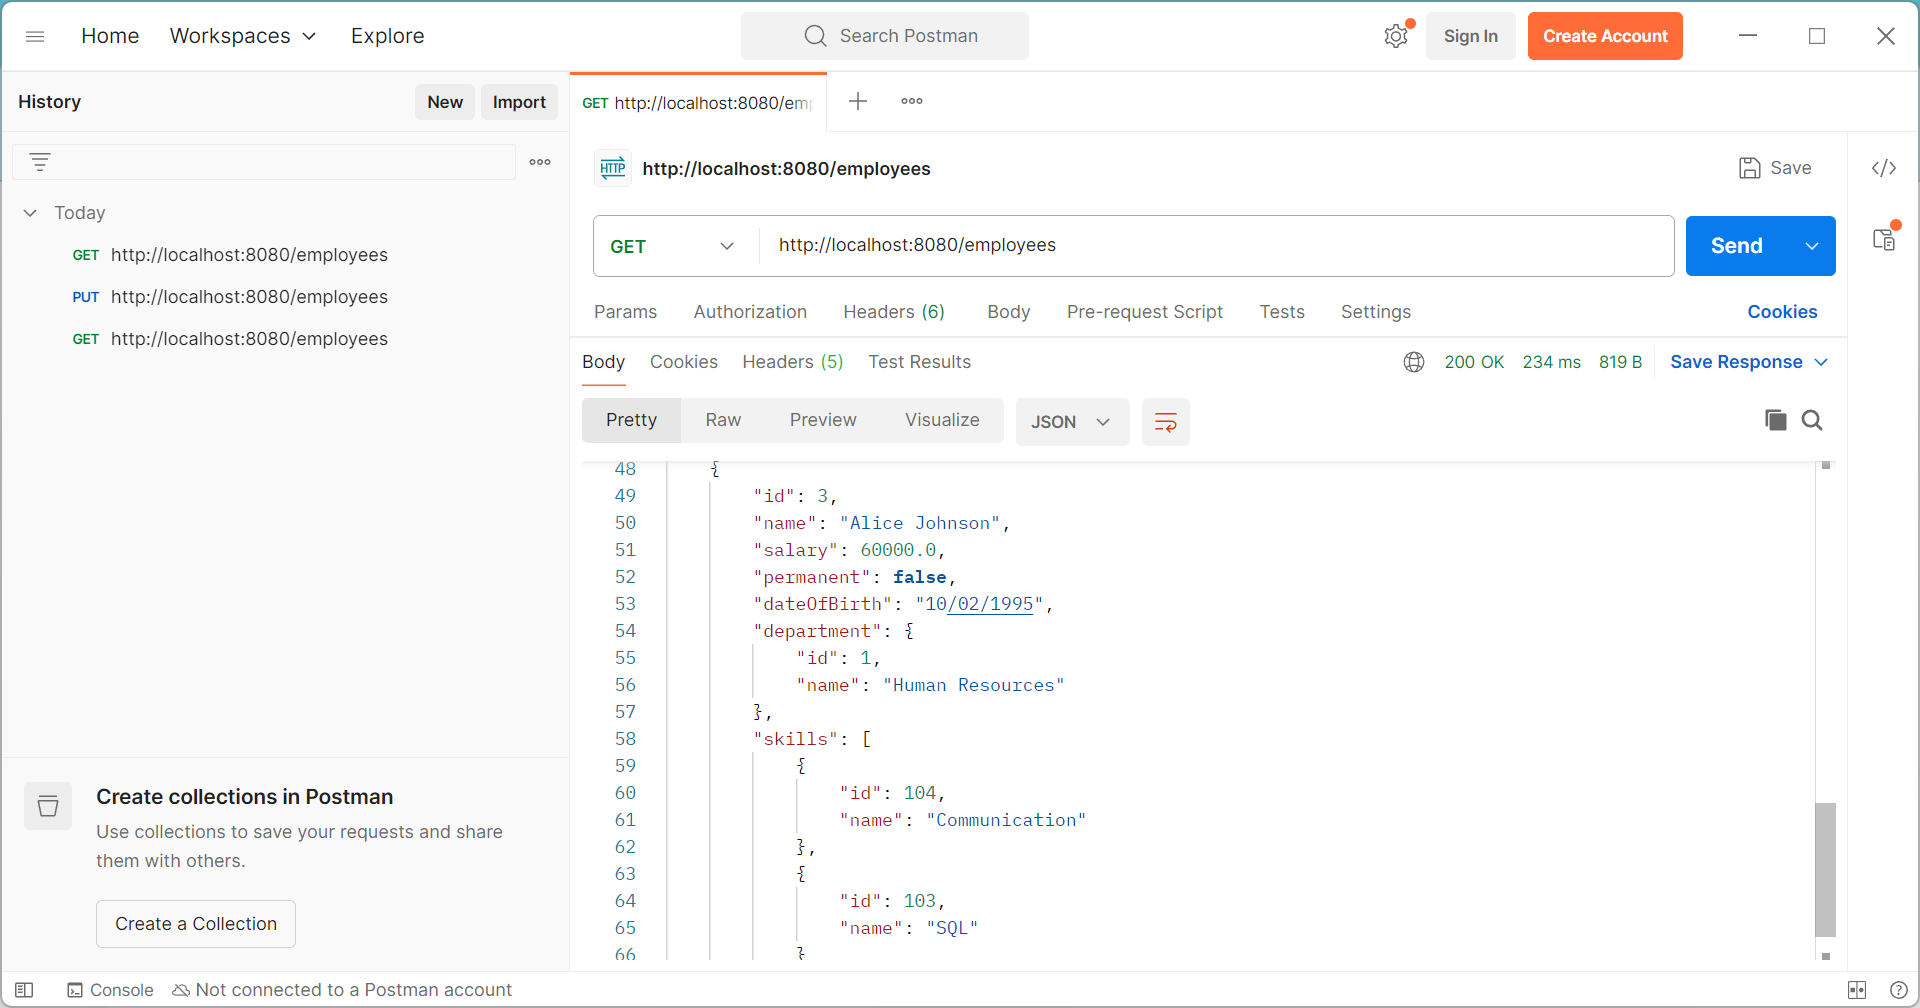 Home Workspaces Explore Search Postman Sign In Create Account
History New Import
GET http://localhost:8080/em
HTTP http://localhost:8080/employees Save </>
Today
GET http://localhost:8080/employees
PUT http://localhost:8080/employees
GET http://localhost:8080/employees
GET http://localhost:8080/employees Send
Params Authorization Headers (6) Body Pre-request Script Tests Settings Cookies
Body Cookies Headers (5) Test Results 200 OK 234 ms 819 B Save Response
Pretty Raw Preview Visualize JSON
48 {
49 "id": 3,
50 "name": "Alice Johnson",
51 "salary": 60000.0,
52 "permanent": false,
53 "dateOfBirth": "10/02/1995",
54 "department": {
55 "id": 1,
56 "name": "Human Resources"
57 },
58 "skills": [
59 {
60 "id": 104,
61 "name": "Communication"
62 },
63 {
64 "id": 103,
65 "name": "SQL"
66 }
Create collections in Postman
Use collections to save your requests and share
them with others.
Create a Collection
Console Not connected to a Postman account